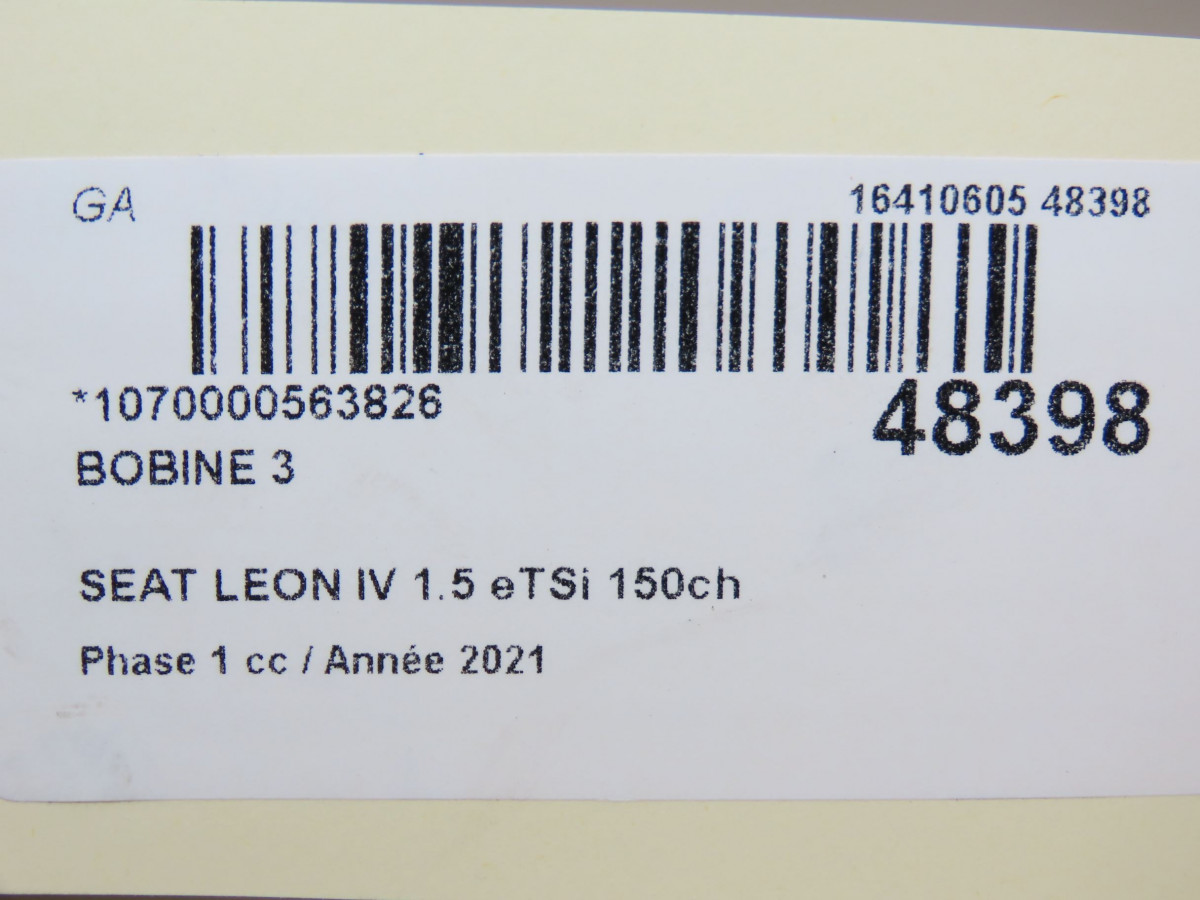 GA
16410605 48398
*1070000563826
48398
BOBINE 3
SEAT LEON IV 1.5 eTSi 150ch
Phase 1 cc / Année 2021